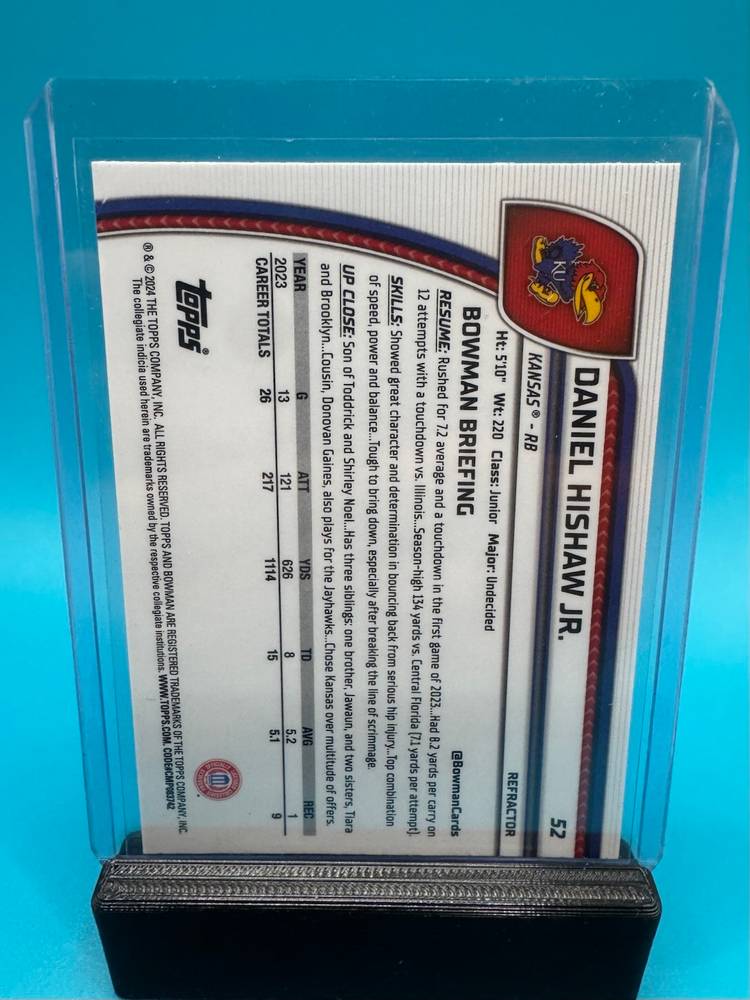 KU
DANIEL HISHAW JR.
52
KANSAS® - RB
REFRACTOR
Ht: 5'10" Wt: 220 Class: Junior Major: Undecided
BOWMAN BRIEFING
@BowmanCards
RESUME: Rushed for 7.2 average and a touchdown in the first game of 2023...Had 8.2 yards per carry on
12 attempts with a touchdown vs. Illinois...Season-high 134 yards vs. Central Florida (7.1 yards per attempt).
SKILLS: Showed great character and determination in bouncing back from serious hip injury...Top combination
of speed, power and balance...Tough to bring down, especially after breaking the line of scrimmage.
UP CLOSE: Son of Toddrick and Shirley Noel...Has three siblings: one brother, Jawaun, and two sisters, Tiara
and Brooklyn...Cousin, Donovan Gaines, also plays for the Jayhawks...Chose Kansas over multitude of offers.
YEAR G ATT YDS TD AVG REC
2023 13 121 626 8 5.2 1
CAREER TOTALS 26 217 1114 15 5.1 9
topps®
® & © 2024 THE TOPPS COMPANY, INC. ALL RIGHTS RESERVED. TOPPS AND BOWMAN ARE REGISTERED TRADEMARKS OF THE TOPPS COMPANY, INC.
The collegiate indicia used herein are trademarks owned by the respective collegiate institutions. WWW.TOPPS.COM. CODE#CMP083742